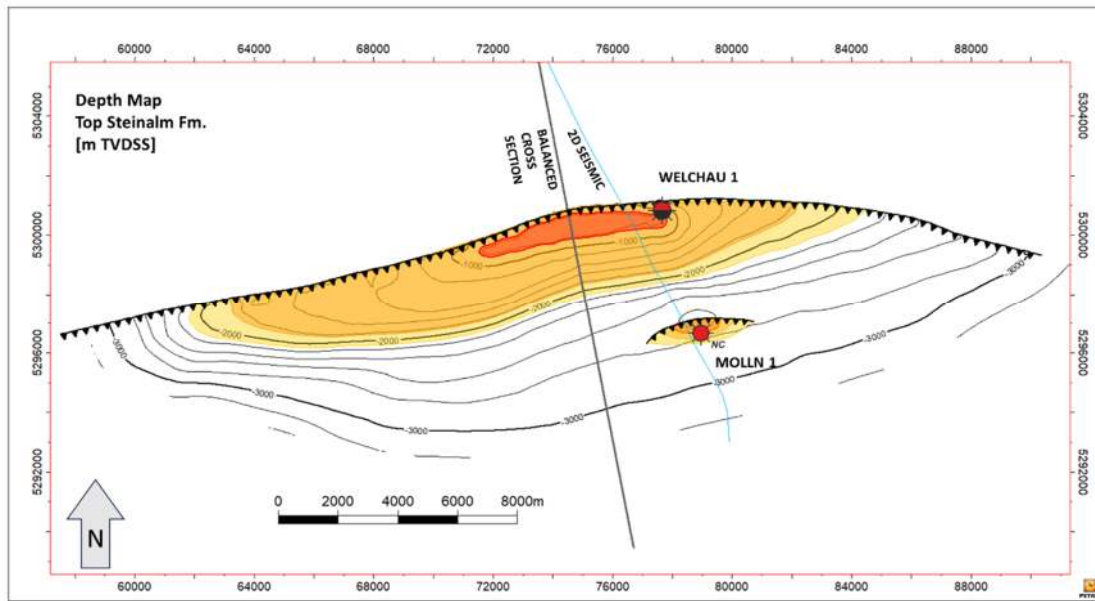 60000 64000 68000 72000 76000 80000 84000 88000
Depth Map
Top Steinalm Fm.
[m TVDSS]
5304000
5304000
BALANCED
CROSS
SECTION
2D SEISMIC
WELCHAU 1
5300000
5300000
-1000
-1000
-2000
-2000
-2000
-2000
-3000
NC
MOLLN 1
5296000
5296000
-3000
-3000
-3000
-3000
-3000
-3000
5292000
5292000
0 2000 4000 6000 8000m
N
60000 64000 68000 72000 76000 80000 84000 88000